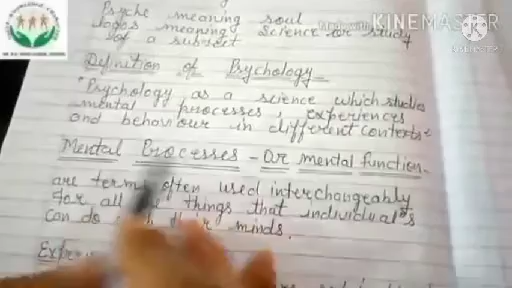 Psyche meaning soul
logos meaning science or study
of a subject
Made with KINEMASTER
Definition of Psychology
"Psychology as a science which studies
mental processes, experiences
and behaviour in different contexts"
Mental Processes - Or mental function-
are terms often used interchangeably
for all things that individual's
can do their minds.